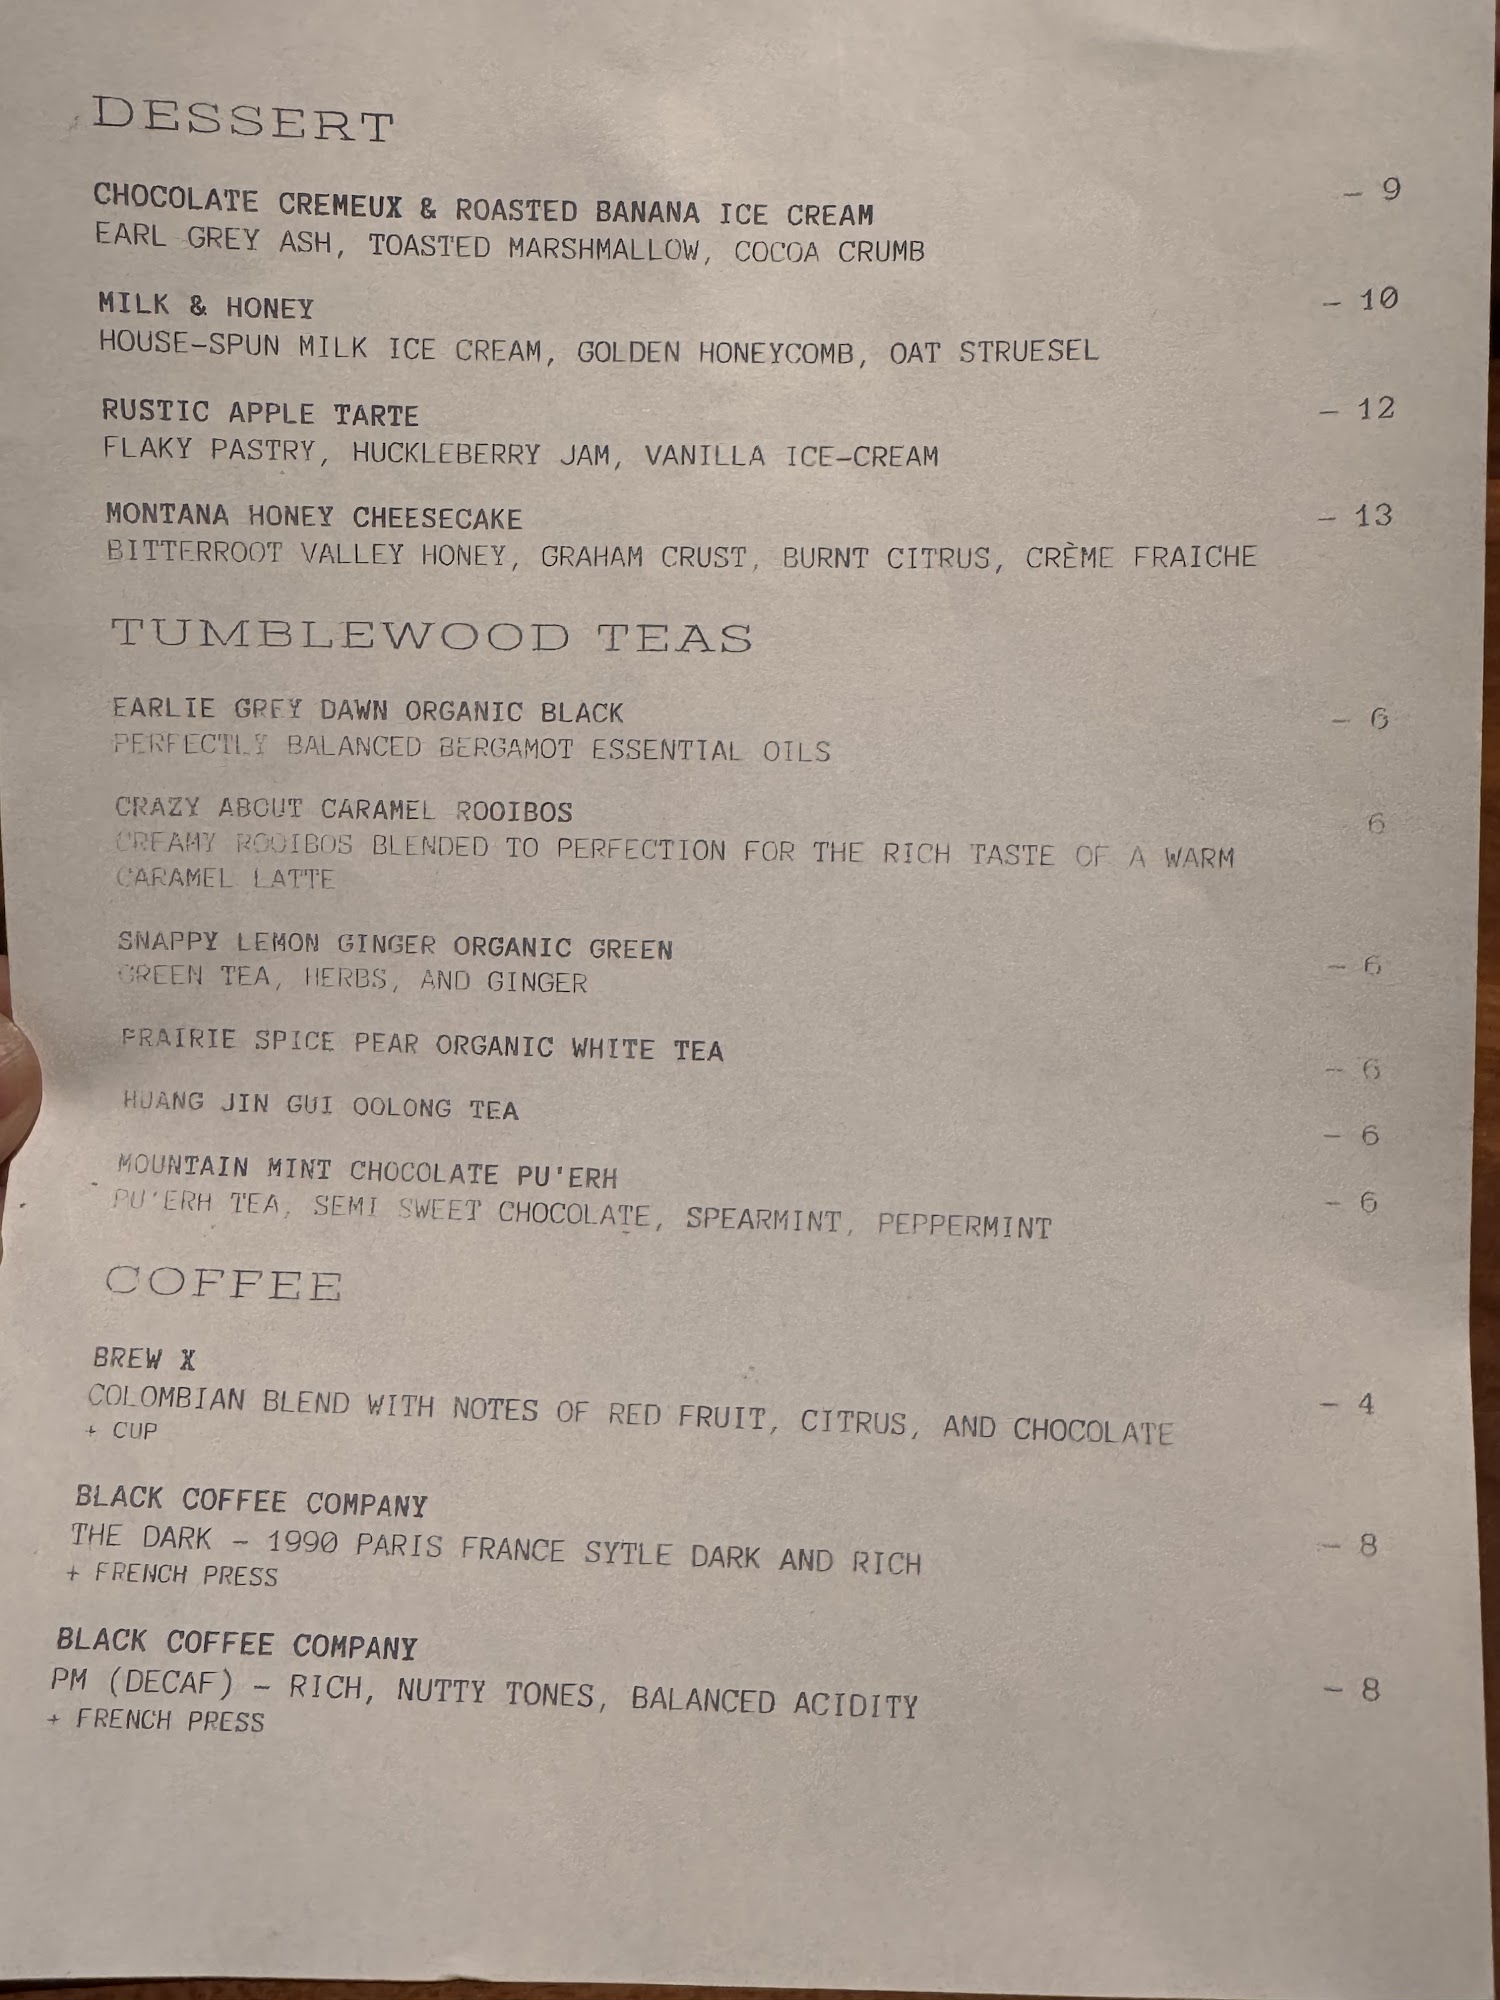 DESSERT
CHOCOLATE CREMEUX & ROASTED BANANA ICE CREAM – 9
EARL GREY ASH, TOASTED MARSHMALLOW, COCOA CRUMB
MILK & HONEY – 10
HOUSE–SPUN MILK ICE CREAM, GOLDEN HONEYCOMB, OAT STRUESEL
RUSTIC APPLE TARTE – 12
FLAKY PASTRY, HUCKLEBERRY JAM, VANILLA ICE–CREAM
MONTANA HONEY CHEESECAKE – 13
BITTERROOT VALLEY HONEY, GRAHAM CRUST, BURNT CITRUS, CRÈME FRAICHE
TUMBLEWOOD TEAS
EARLIE GREY DAWN ORGANIC BLACK – 6
PERFECTLY BALANCED BERGAMOT ESSENTIAL OILS
CRAZY ABOUT CARAMEL ROOIBOS 6
CREAMY ROOIBOS BLENDED TO PERFECTION FOR THE RICH TASTE OF A WARM
CARAMEL LATTE
SNAPPY LEMON GINGER ORGANIC GREEN – 6
GREEN TEA, HERBS, AND GINGER
PRAIRIE SPICE PEAR ORGANIC WHITE TEA – 6
HUANG JIN GUI OOLONG TEA – 6
MOUNTAIN MINT CHOCOLATE PU'ERH – 6
PU'ERH TEA, SEMI SWEET CHOCOLATE, SPEARMINT, PEPPERMINT
COFFEE
BREW X – 4
COLOMBIAN BLEND WITH NOTES OF RED FRUIT, CITRUS, AND CHOCOLATE
+ CUP
BLACK COFFEE COMPANY – 8
THE DARK – 1990 PARIS FRANCE SYTLE DARK AND RICH
+ FRENCH PRESS
BLACK COFFEE COMPANY – 8
PM (DECAF) – RICH, NUTTY TONES, BALANCED ACIDITY
+ FRENCH PRESS